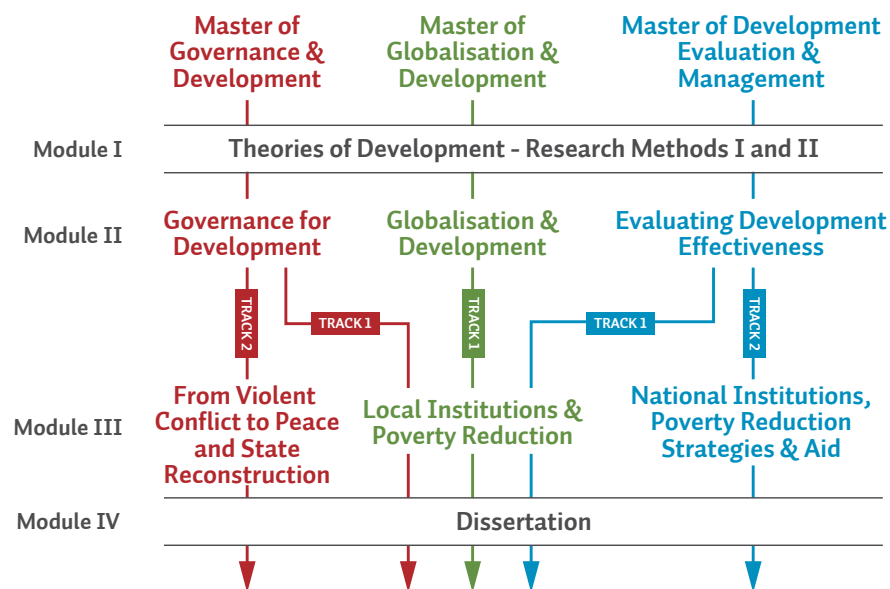 Master of
Governance &
Development
Master of
Globalisation &
Development
Master of Development
Evaluation &
Management
Module I
Theories of Development - Research Methods I and II
Module II
Governance for
Development
Globalisation &
Development
Evaluating Development
Effectiveness
TRACK 2
TRACK 1
TRACK 1
TRACK 1
TRACK 2
Module III
From Violent
Conflict to Peace
and State
Reconstruction
Local Institutions &
Poverty Reduction
National Institutions,
Poverty Reduction
Strategies & Aid
Module IV
Dissertation